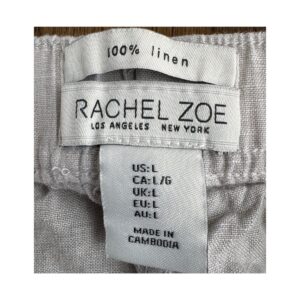 100% linen
RACHEL ZOE
LOS ANGELES NEW YORK
US: L
CA: L/G
UK: L
EU: L
AU: L
MADE IN
CAMBODIA